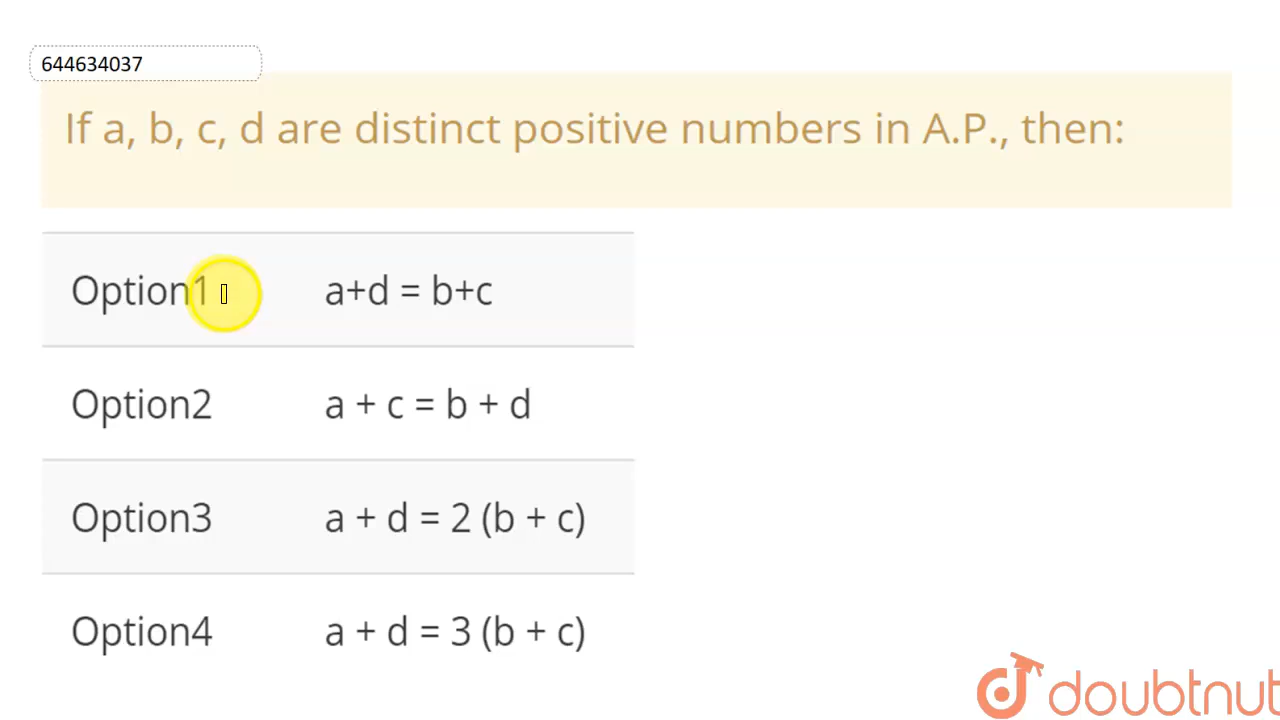 644634037
If a, b, c, d are distinct positive numbers in A.P., then:
Option1 a+d = b+c
Option2 a + c = b + d
Option3 a + d = 2 (b + c)
Option4 a + d = 3 (b + c)
doubtnut